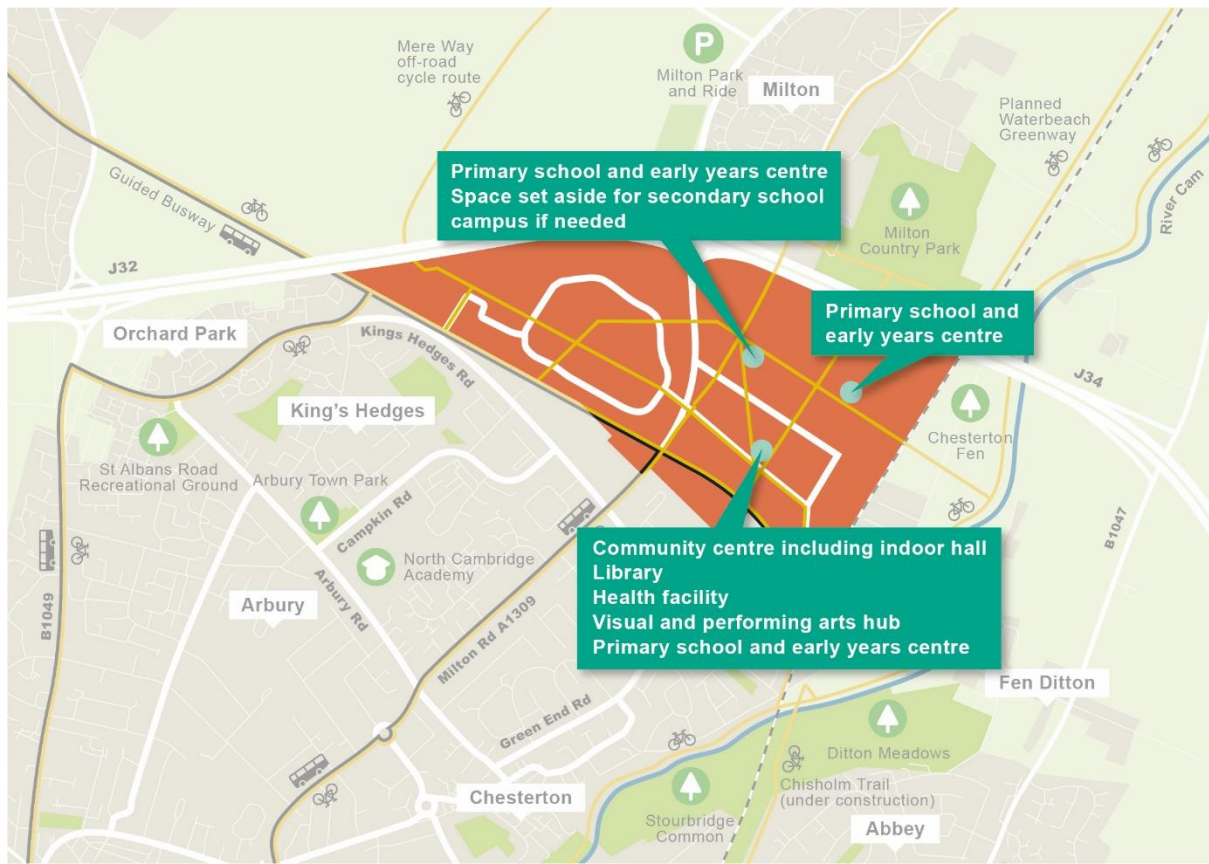 Mere Way
off-road
cycle route
P
Milton Park
and Ride
Milton
Planned
Waterbeach
Greenway
River Cam
Guided Busway
Primary school and early years centre
Space set aside for secondary school
campus if needed
Milton
Country Park
J32
Orchard Park
Kings Hedges Rd
Primary school and
early years centre
J34
King's Hedges
Chesterton
Fen
St Albans Road
Recreational Ground
Arbury Town Park
Campkin Rd
B1047
North Cambridge
Academy
Community centre including indoor hall
Library
Health facility
Visual and performing arts hub
Primary school and early years centre
B1049
Arbury
Arbury Rd
Milton Rd A1309
Fen Ditton
Green End Rd
Ditton Meadows
Chisholm Trail
(under construction)
Chesterton
Stourbridge
Common
Abbey